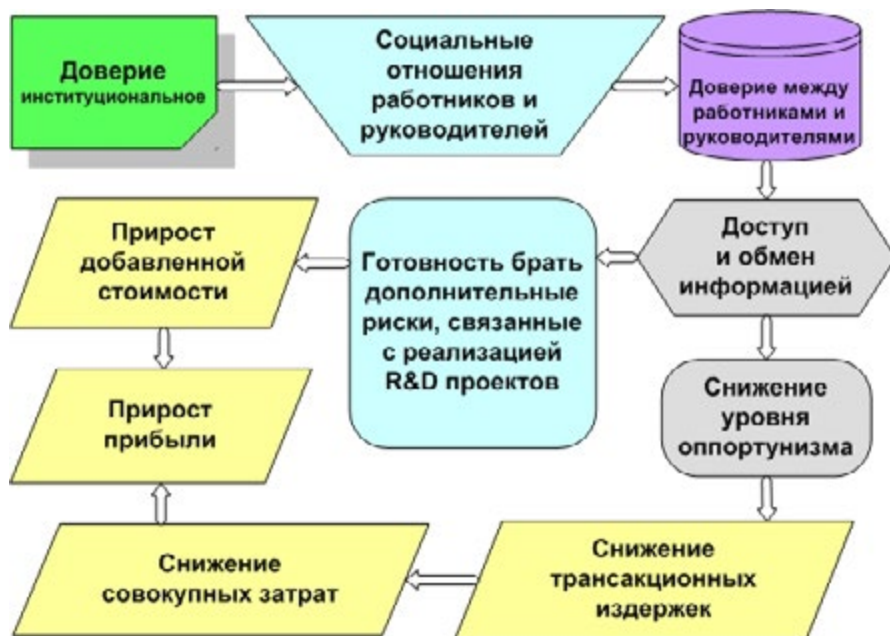 Доверие
институциональное
Социальные
отношения
работников и
руководителей
Доверие между
работниками и
руководителями
Прирост
добавленной
стоимости
Готовность брать
дополнительные
риски, связанные
с реализацией
R&D проектов
Доступ
и обмен
информацией
Прирост
прибыли
Снижение
уровня
оппортунизма
Снижение
совокупных затрат
Снижение
трансакционных
издержек